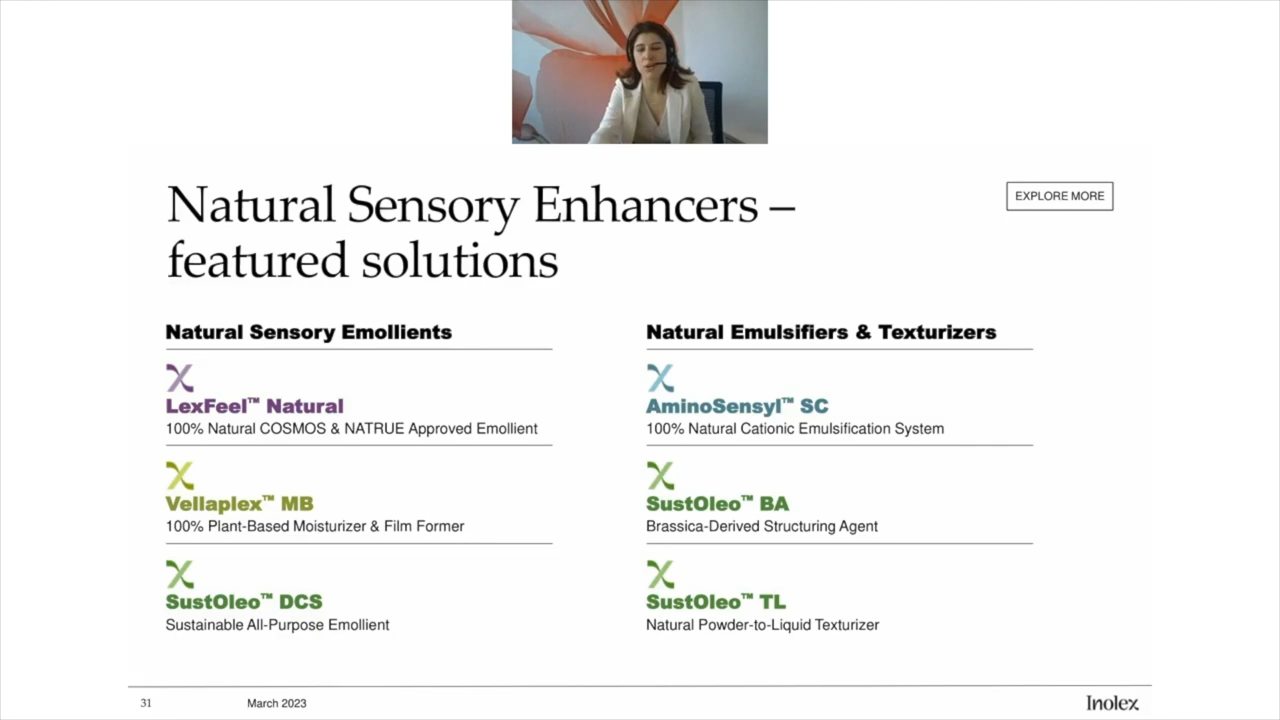 Natural Sensory Enhancers –
featured solutions
EXPLORE MORE
Natural Sensory Emollients
LexFeel™ Natural
100% Natural COSMOS & NATRUE Approved Emollient
Vellaplex™ MB
100% Plant-Based Moisturizer & Film Former
SustOleo™ DCS
Sustainable All-Purpose Emollient
Natural Emulsifiers & Texturizers
AminoSensyl™ SC
100% Natural Cationic Emulsification System
SustOleo™ BA
Brassica-Derived Structuring Agent
SustOleo™ TL
Natural Powder-to-Liquid Texturizer
31
March 2023
Inolex